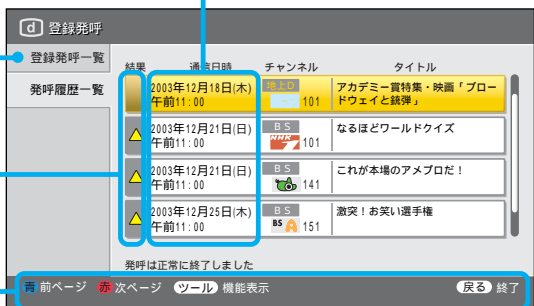 d 登録発呼
登録発呼一覧
発呼履歴一覧
結果 通信日時 チャンネル タイトル
2003年12月18日(木)
午前11:00
地上D
101
アカデミー賞特集・映画「ブロー
ドウェイと銃弾」
2003年12月21日(日)
午前11:00
BS
NHK 101
なるほどワールドクイズ
2003年12月21日(日)
午前11:00
BS
141
これが本場のアメプロだ!
2003年12月25日(木)
午前11:00
BS
BS A 151
激突!お笑い選手権
発呼は正常に終了しました
青 前ページ 赤 次ページ ツール 機能表示 戻る 終了